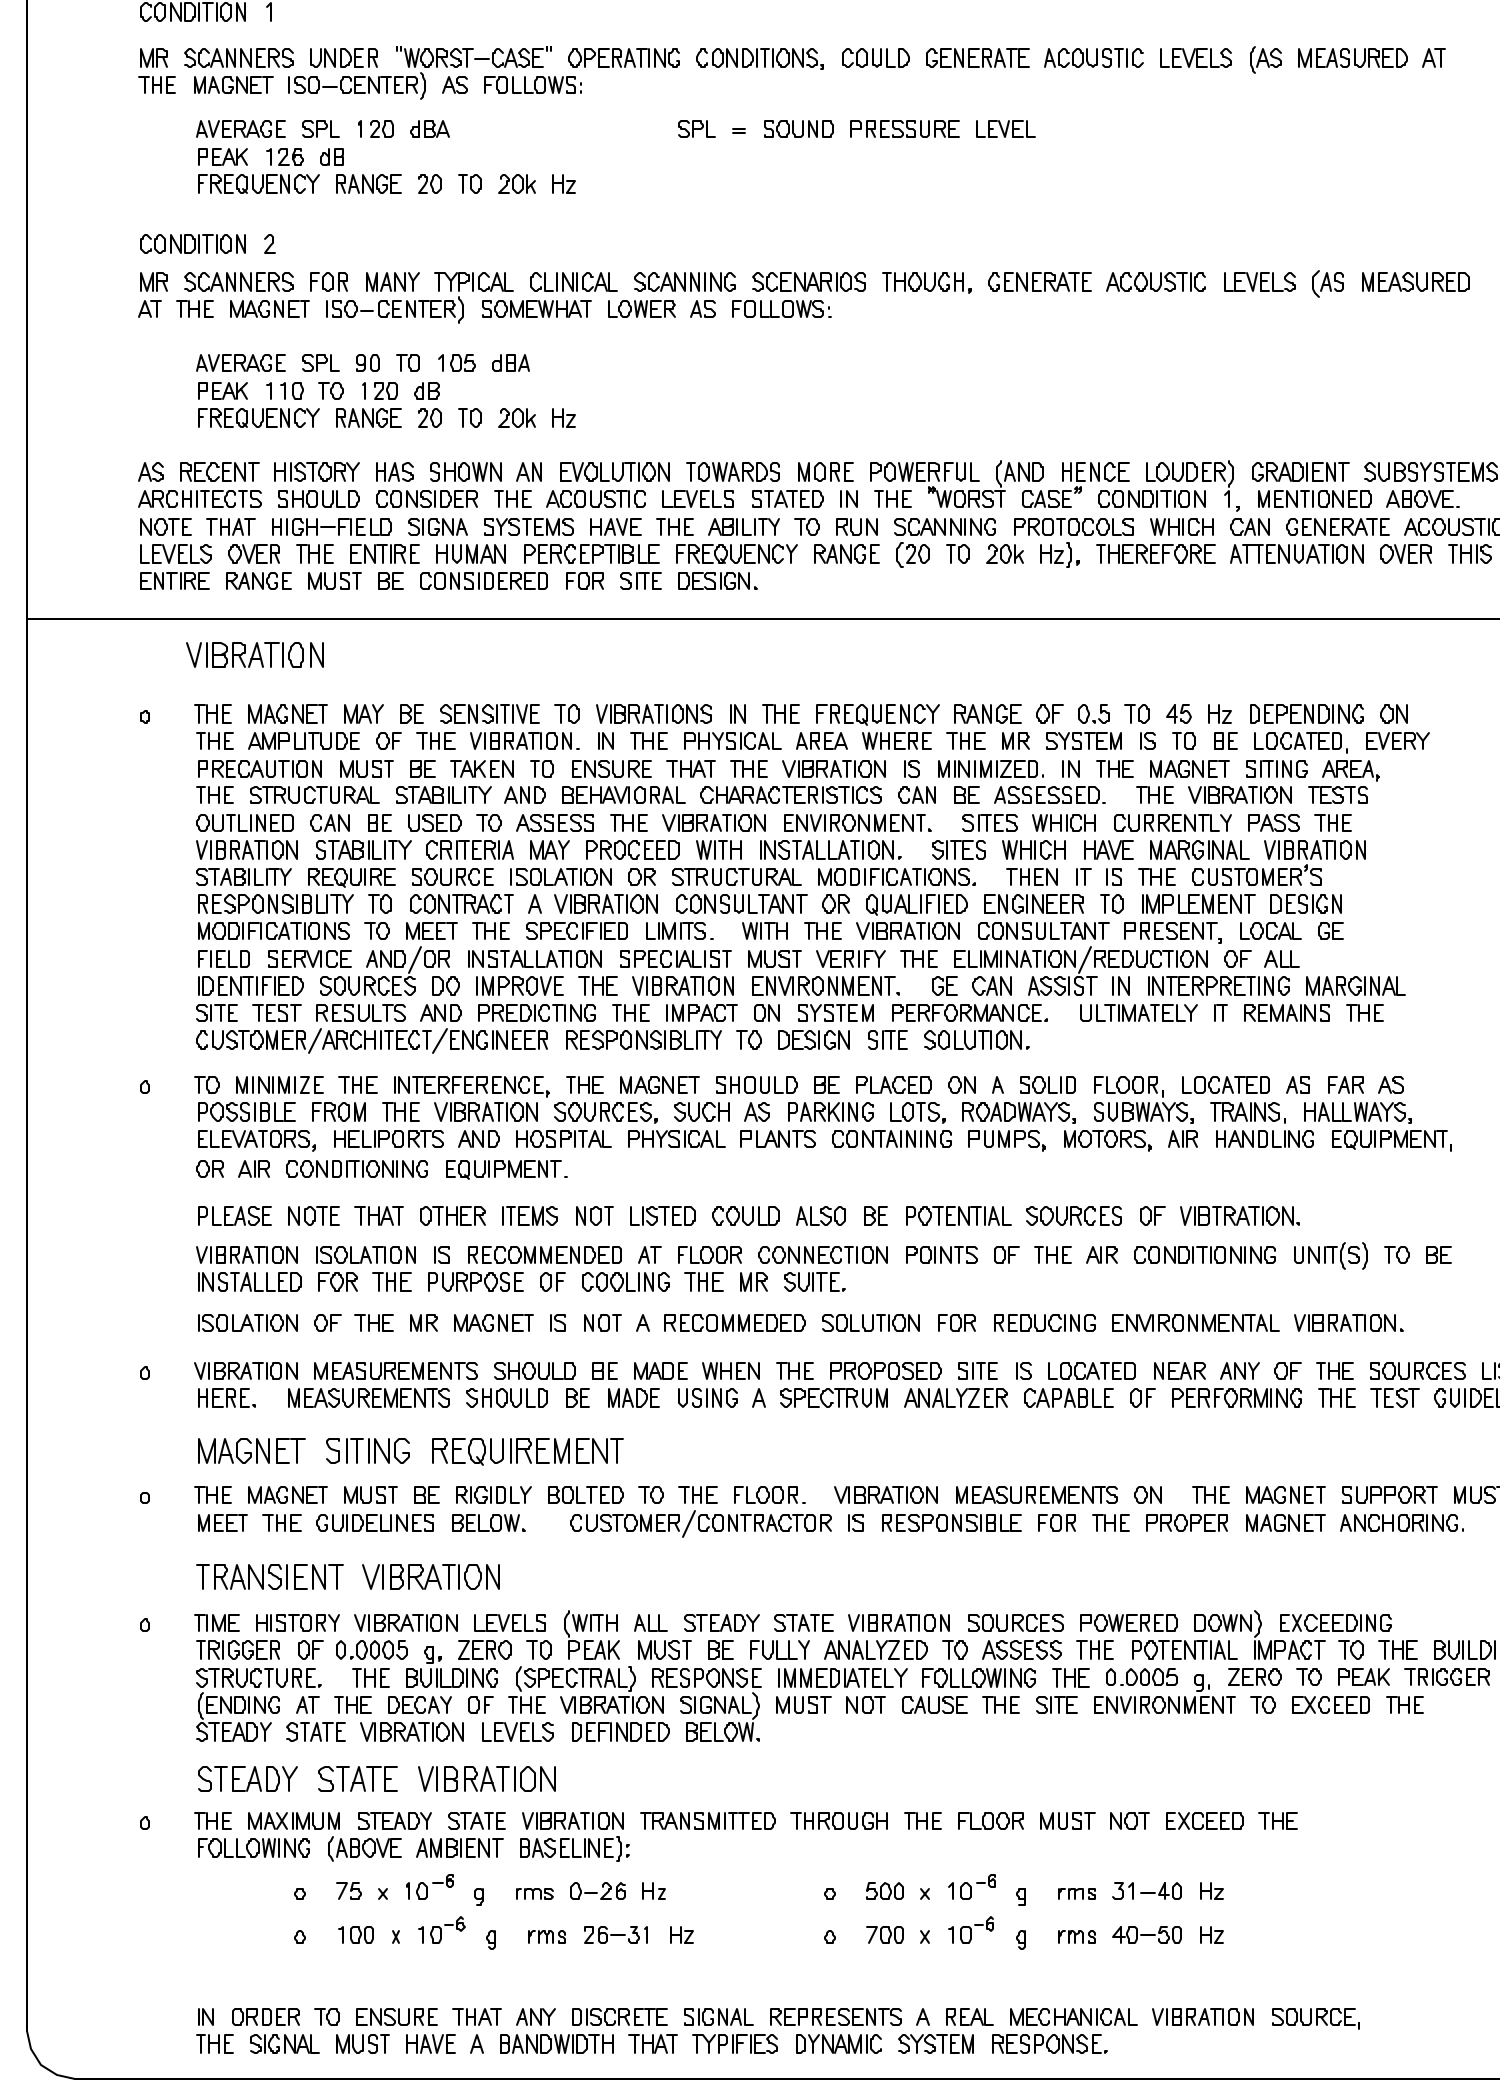 CONDITION 1
MR SCANNERS UNDER "WORST-CASE" OPERATING CONDITIONS, COULD GENERATE ACOUSTIC LEVELS (AS MEASURED AT
THE MAGNET ISO-CENTER) AS FOLLOWS:
AVERAGE SPL 120 dBA SPL = SOUND PRESSURE LEVEL
PEAK 126 dB
FREQUENCY RANGE 20 TO 20k Hz
CONDITION 2
MR SCANNERS FOR MANY TYPICAL CLINICAL SCANNING SCENARIOS THOUGH, GENERATE ACOUSTIC LEVELS (AS MEASURED
AT THE MAGNET ISO-CENTER) SOMEWHAT LOWER AS FOLLOWS:
AVERAGE SPL 90 TO 105 dBA
PEAK 110 TO 120 dB
FREQUENCY RANGE 20 TO 20k Hz
AS RECENT HISTORY HAS SHOWN AN EVOLUTION TOWARDS MORE POWERFUL (AND HENCE LOUDER) GRADIENT SUBSYSTEMS
ARCHITECTS SHOULD CONSIDER THE ACOUSTIC LEVELS STATED IN THE "WORST CASE" CONDITION 1, MENTIONED ABOVE.
NOTE THAT HIGH-FIELD SIGNA SYSTEMS HAVE THE ABILITY TO RUN SCANNING PROTOCOLS WHICH CAN GENERATE ACOUSTIC
LEVELS OVER THE ENTIRE HUMAN PERCEPTIBLE FREQUENCY RANGE (20 TO 20k Hz), THEREFORE ATTENUATION OVER THIS
ENTIRE RANGE MUST BE CONSIDERED FOR SITE DESIGN.
VIBRATION
o THE MAGNET MAY BE SENSITIVE TO VIBRATIONS IN THE FREQUENCY RANGE OF 0.5 TO 45 Hz DEPENDING ON
THE AMPLITUDE OF THE VIBRATION. IN THE PHYSICAL AREA WHERE THE MR SYSTEM IS TO BE LOCATED, EVERY
PRECAUTION MUST BE TAKEN TO ENSURE THAT THE VIBRATION IS MINIMIZED. IN THE MAGNET SITING AREA,
THE STRUCTURAL STABILITY AND BEHAVIORAL CHARACTERISTICS CAN BE ASSESSED. THE VIBRATION TESTS
OUTLINED CAN BE USED TO ASSESS THE VIBRATION ENVIRONMENT. SITES WHICH CURRENTLY PASS THE
VIBRATION STABILITY CRITERIA MAY PROCEED WITH INSTALLATION. SITES WHICH HAVE MARGINAL VIBRATION
STABILITY REQUIRE SOURCE ISOLATION OR STRUCTURAL MODIFICATIONS. THEN IT IS THE CUSTOMER'S
RESPONSIBLITY TO CONTRACT A VIBRATION CONSULTANT OR QUALIFIED ENGINEER TO IMPLEMENT DESIGN
MODIFICATIONS TO MEET THE SPECIFIED LIMITS. WITH THE VIBRATION CONSULTANT PRESENT, LOCAL GE
FIELD SERVICE AND/OR INSTALLATION SPECIALIST MUST VERIFY THE ELIMINATION/REDUCTION OF ALL
IDENTIFIED SOURCES DO IMPROVE THE VIBRATION ENVIRONMENT. GE CAN ASSIST IN INTERPRETING MARGINAL
SITE TEST RESULTS AND PREDICTING THE IMPACT ON SYSTEM PERFORMANCE. ULTIMATELY IT REMAINS THE
CUSTOMER/ARCHITECT/ENGINEER RESPONSIBLITY TO DESIGN SITE SOLUTION.
o TO MINIMIZE THE INTERFERENCE, THE MAGNET SHOULD BE PLACED ON A SOLID FLOOR, LOCATED AS FAR AS
POSSIBLE FROM THE VIBRATION SOURCES, SUCH AS PARKING LOTS, ROADWAYS, SUBWAYS, TRAINS, HALLWAYS,
ELEVATORS, HELIPORTS AND HOSPITAL PHYSICAL PLANTS CONTAINING PUMPS, MOTORS, AIR HANDLING EQUIPMENT,
OR AIR CONDITIONING EQUIPMENT.
PLEASE NOTE THAT OTHER ITEMS NOT LISTED COULD ALSO BE POTENTIAL SOURCES OF VIBTRATION.
VIBRATION ISOLATION IS RECOMMENDED AT FLOOR CONNECTION POINTS OF THE AIR CONDITIONING UNIT(S) TO BE
INSTALLED FOR THE PURPOSE OF COOLING THE MR SUITE.
ISOLATION OF THE MR MAGNET IS NOT A RECOMMEDED SOLUTION FOR REDUCING ENVIRONMENTAL VIBRATION.
o VIBRATION MEASUREMENTS SHOULD BE MADE WHEN THE PROPOSED SITE IS LOCATED NEAR ANY OF THE SOURCES LIS
HERE. MEASUREMENTS SHOULD BE MADE USING A SPECTRUM ANALYZER CAPABLE OF PERFORMING THE TEST GUIDEL
MAGNET SITING REQUIREMENT
o THE MAGNET MUST BE RIGIDLY BOLTED TO THE FLOOR. VIBRATION MEASUREMENTS ON THE MAGNET SUPPORT MUST
MEET THE GUIDELINES BELOW. CUSTOMER/CONTRACTOR IS RESPONSIBLE FOR THE PROPER MAGNET ANCHORING.
TRANSIENT VIBRATION
o TIME HISTORY VIBRATION LEVELS (WITH ALL STEADY STATE VIBRATION SOURCES POWERED DOWN) EXCEEDING
TRIGGER OF 0.0005 g, ZERO TO PEAK MUST BE FULLY ANALYZED TO ASSESS THE POTENTIAL IMPACT TO THE BUILDI
STRUCTURE. THE BUILDING (SPECTRAL) RESPONSE IMMEDIATELY FOLLOWING THE 0.0005 g, ZERO TO PEAK TRIGGER
(ENDING AT THE DECAY OF THE VIBRATION SIGNAL) MUST NOT CAUSE THE SITE ENVIRONMENT TO EXCEED THE
STEADY STATE VIBRATION LEVELS DEFINDED BELOW.
STEADY STATE VIBRATION
o THE MAXIMUM STEADY STATE VIBRATION TRANSMITTED THROUGH THE FLOOR MUST NOT EXCEED THE
FOLLOWING (ABOVE AMBIENT BASELINE):
o 75 x 10⁻⁶ g rms 0-26 Hz o 500 x 10⁻⁶ g rms 31-40 Hz
o 100 x 10⁻⁶ g rms 26-31 Hz o 700 x 10⁻⁶ g rms 40-50 Hz
IN ORDER TO ENSURE THAT ANY DISCRETE SIGNAL REPRESENTS A REAL MECHANICAL VIBRATION SOURCE,
THE SIGNAL MUST HAVE A BANDWIDTH THAT TYPIFIES DYNAMIC SYSTEM RESPONSE.